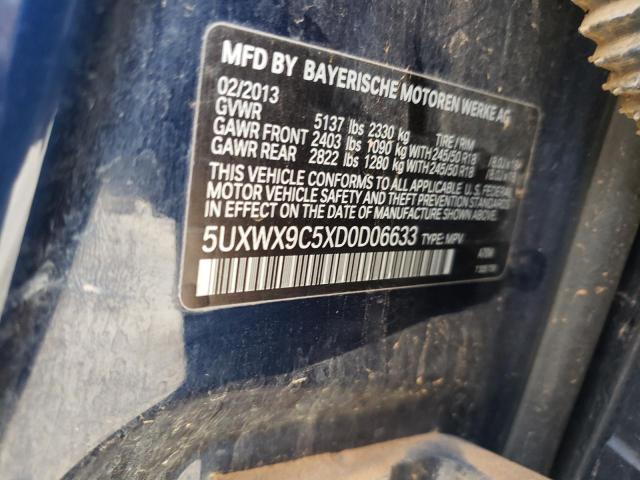 MFD BY BAYERISCHE MOTOREN WERKE AG
02/2013
GVWR 5137 lbs 2330 kg TIRE / RIM
GAWR FRONT 2403 lbs 1090 kg WITH 245/50 R18
GAWR REAR 2822 lbs 1280 kg WITH 245/50 R18
THIS VEHICLE CONFORMS TO ALL APPLICABLE U.S. FEDERAL
MOTOR VEHICLE SAFETY AND THEFT PREVENTION STANDARDS
IN EFFECT ON THE DATE OF MANUFACTURE SHOWN ABOVE.
5UXWX9C5XD0D06633 TYPE: MPV